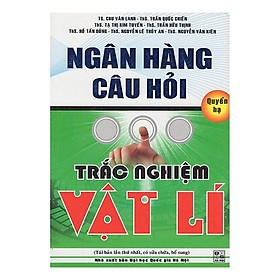 TS. CHU VĂN LANH - ThS. TRẦN QUỐC CHIẾN
ThS. TẠ THỊ KIM TUYẾN - ThS. TRẦN HỮU THỊNH
ThS. HỒ TẤN ĐÔNG - ThS. NGUYỄN LÊ THÚY AN - ThS. NGUYỄN VĂN KIÊN
NGÂN HÀNG
CÂU HỎI
Quyển hạ
TRẮC NGHIỆM
VẬT LÍ
(Tái bản lần thứ nhất, có sửa chữa, bổ sung)
Nhà xuất bản Đại học Quốc gia Hà Nội